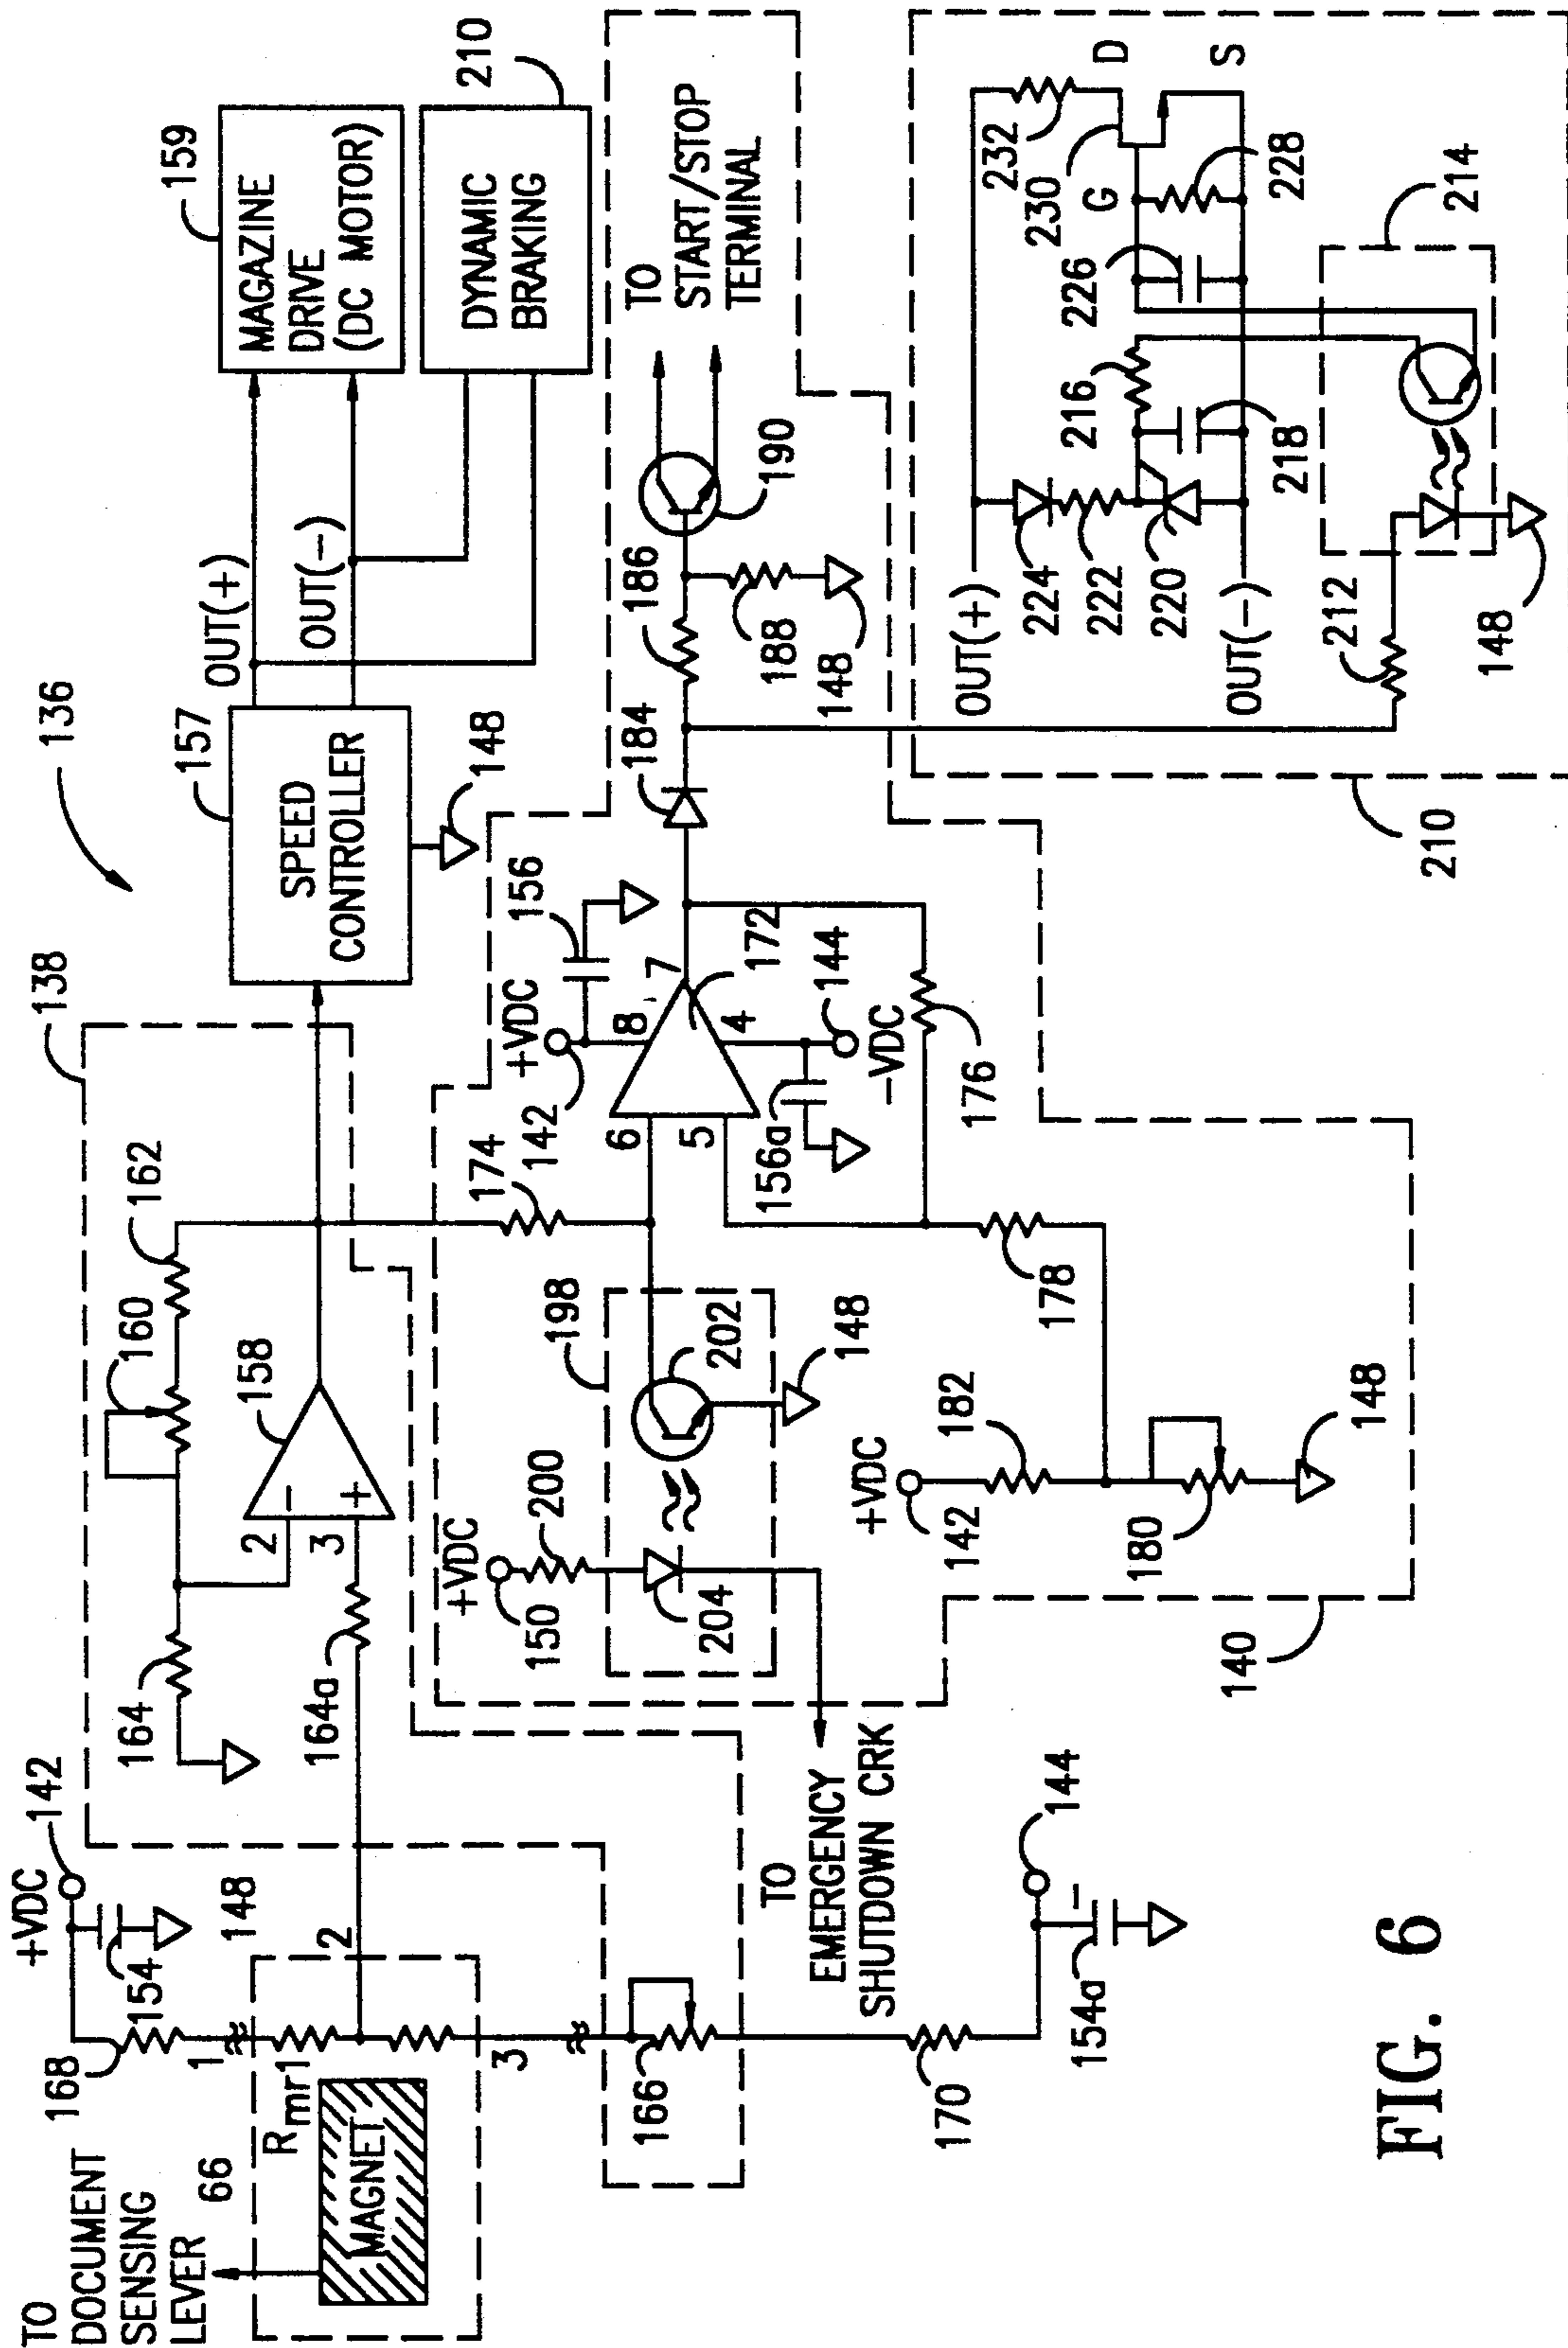 136
138
157
159
210
162
160
158
164
164a
2
3
+VDC
142
154
148
168
1
2
Rmr1
MAGNET
66
TO
DOCUMENT
SENSING
LEVER
3
166
170
144
−
154a
SPEED
CONTROLLER
148
OUT(+)
OUT(−)
MAGAZINE
DRIVE
(DC MOTOR)
DYNAMIC
BRAKING
TO
START/STOP
TERMINAL
190
186
188
148
184
174
142
+VDC
156
8
7
6
5
4
172
156a
144
−VDC
176
178
198
202
148
200
+VDC
150
204
TO
EMERGENCY
SHUTDOWN CRK
+VDC
142
182
180
148
140
OUT(+)
224
222
220
OUT(−)
216
218
226
228
230
232
G
D
S
214
212
148
210
FIG. 6